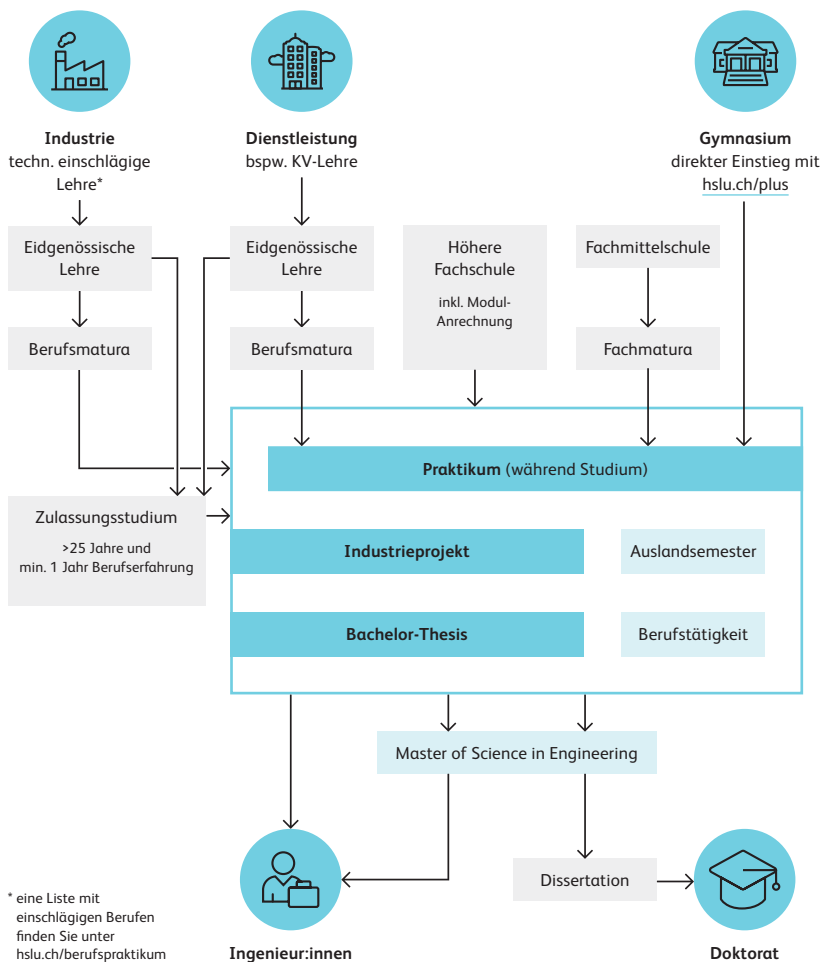 Industrie
techn. einschlägige
Lehre*
Dienstleistung
bspw. KV-Lehre
Gymnasium
direkter Einstieg mit
hslu.ch/plus
Eidgenössische
Lehre
Eidgenössische
Lehre
Höhere
Fachschule
inkl. Modul-
Anrechnung
Fachmittelschule
Berufsmatura
Berufsmatura
Fachmatura
Praktikum (während Studium)
Zulassungsstudium
>25 Jahre und
min. 1 Jahr Berufserfahrung
Industrieprojekt
Auslandsemester
Bachelor-Thesis
Berufstätigkeit
Master of Science in Engineering
Dissertation
* eine Liste mit
einschlägigen Berufen
finden Sie unter
hslu.ch/berufspraktikum
Ingenieur:innen
Doktorat